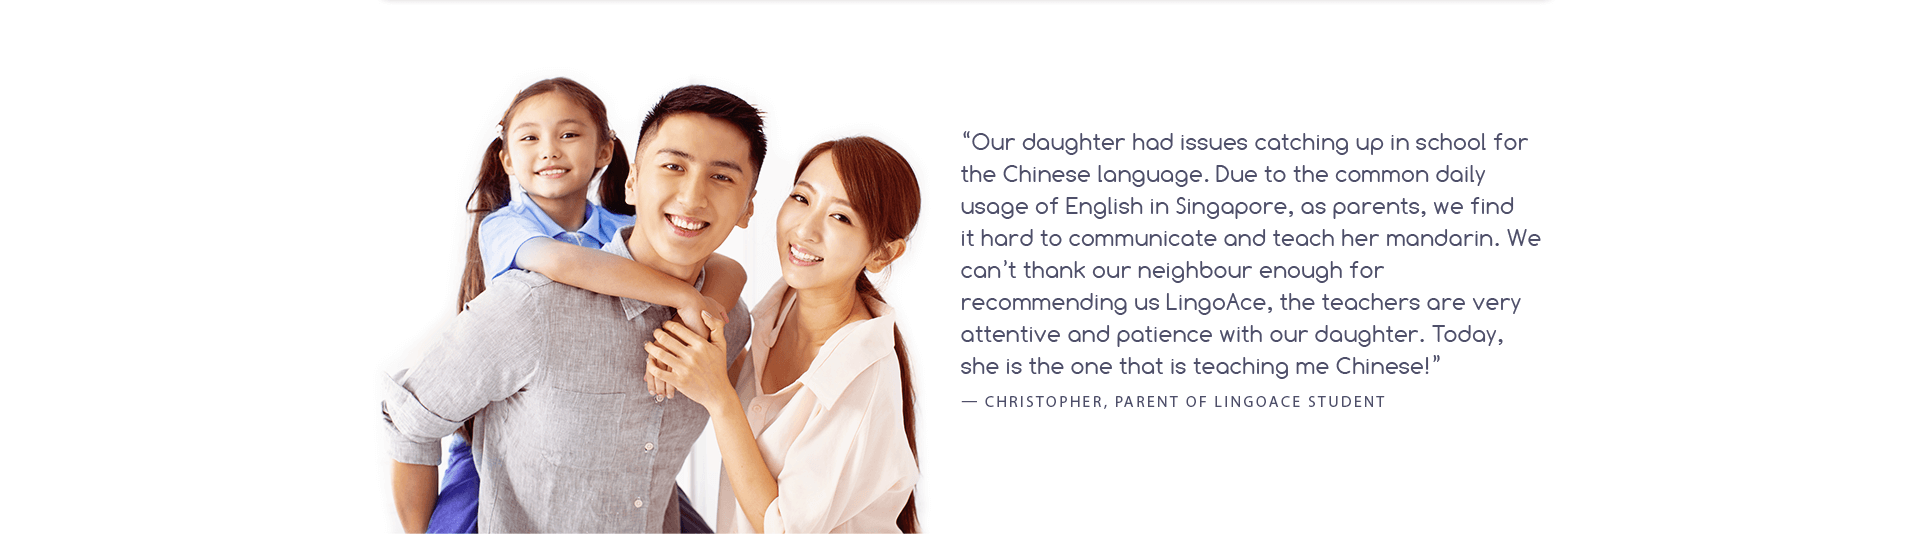 “Our daughter had issues catching up in school for
the Chinese language. Due to the common daily
usage of English in Singapore, as parents, we find
it hard to communicate and teach her mandarin. We
can’t thank our neighbour enough for
recommending us LingoAce, the teachers are very
attentive and patience with our daughter. Today,
she is the one that is teaching me Chinese!”
— CHRISTOPHER, PARENT OF LINGOACE STUDENT